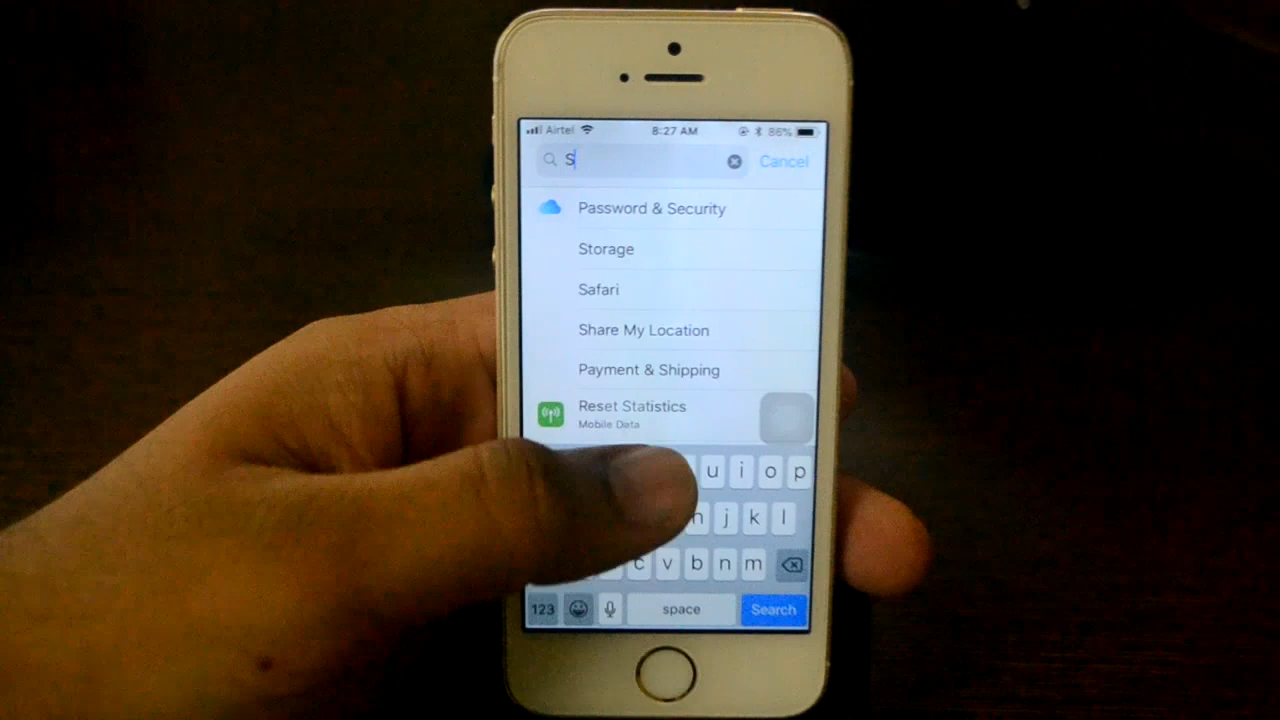 Airtel 8:27 AM 86%
S Cancel
Password & Security
Storage
Safari
Share My Location
Payment & Shipping
Reset Statistics
Mobile Data
u i o p
h j k l
c v b n m
123 space Search